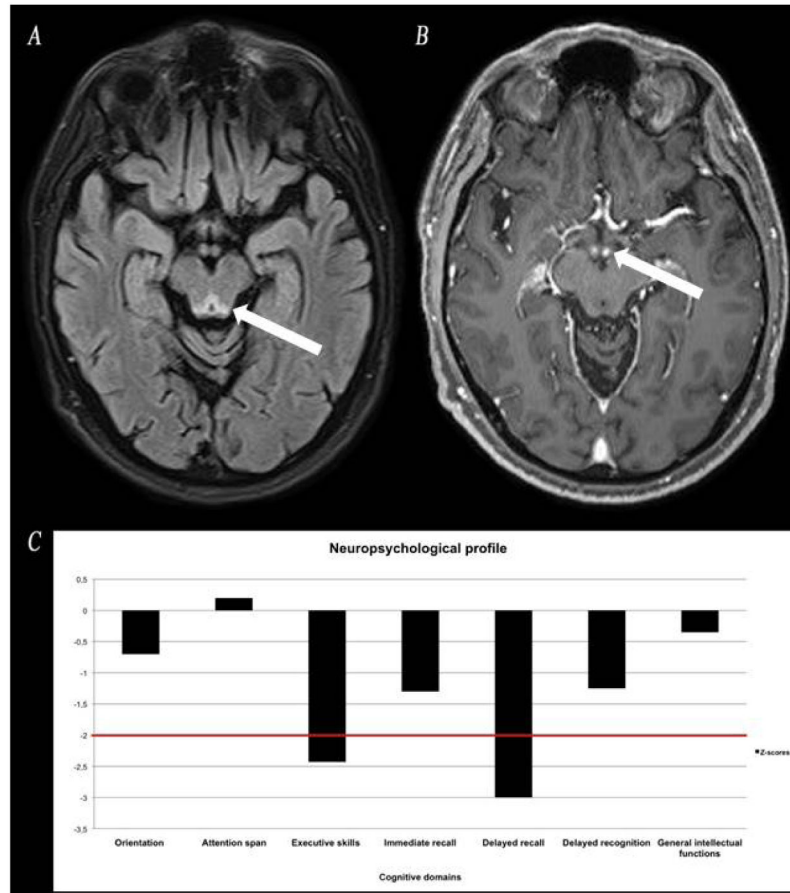 A
B
C
Neuropsychological profile
0,5
0
-0,5
-1
-1,5
-2
-2,5
-3
-3,5
Z-scores
Orientation Attention span Executive skills Immediate recall Delayed recall Delayed recognition General intellectual
functions
Cognitive domains